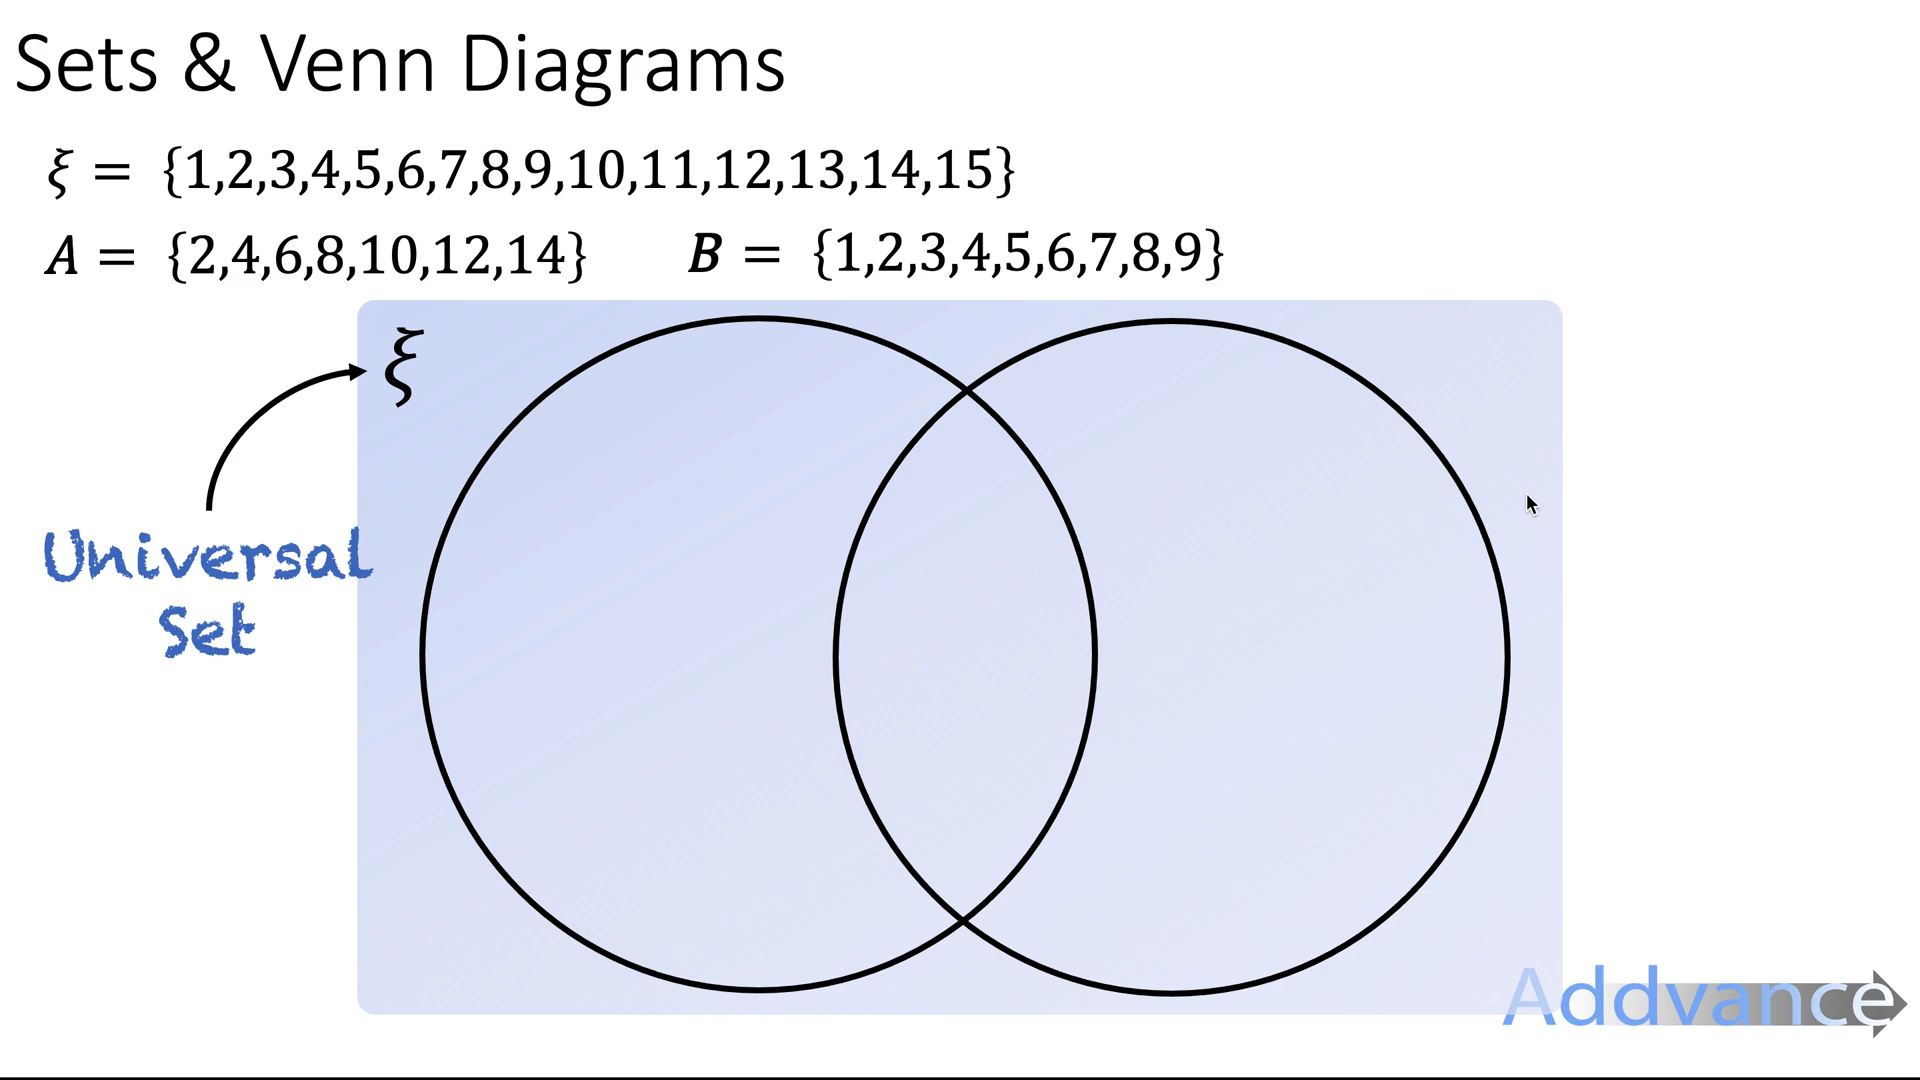 Sets & Venn Diagrams
ξ = {1,2,3,4,5,6,7,8,9,10,11,12,13,14,15}
A = {2,4,6,8,10,12,14} B = {1,2,3,4,5,6,7,8,9}
ξ
Universal
Set
Addvance